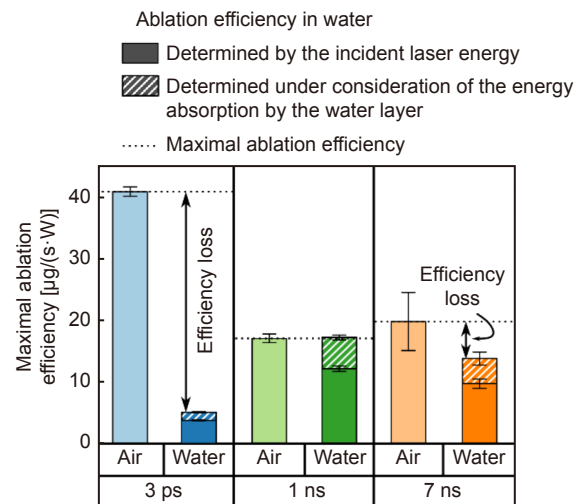 Ablation efficiency in water
Determined by the incident laser energy
Determined under consideration of the energy
absorption by the water layer
Maximal ablation efficiency
Maximal ablation
efficiency [µg/(s·W)]
40
30
20
10
0
Efficiency loss
Efficiency
loss
Air
Water
Air
Water
Air
Water
3 ps
1 ns
7 ns